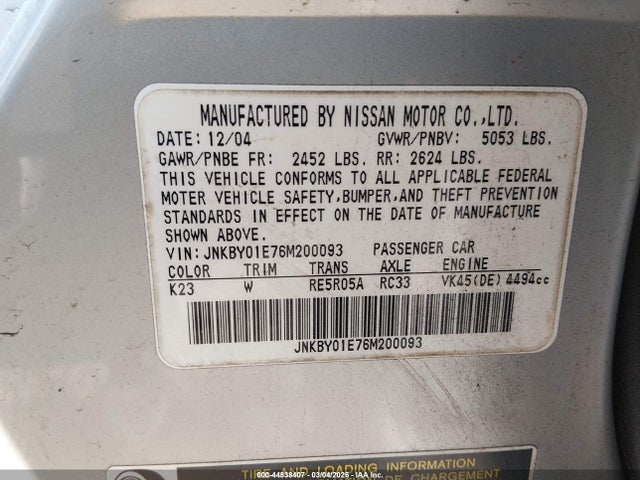 MANUFACTURED BY NISSAN MOTOR CO.,LTD.
DATE: 12/04 GVWR/PNBV: 5053 LBS.
GAWR/PNBE FR: 2452 LBS. RR: 2624 LBS.
THIS VEHICLE CONFORMS TO ALL APPLICABLE FEDERAL
MOTOR VEHICLE SAFETY,BUMPER,AND THEFT PREVENTION
STANDARDS IN EFFECT ON THE DATE OF MANUFACTURE
SHOWN ABOVE.
VIN:JNKBY01E76M200093 PASSENGER CAR
COLOR TRIM TRANS AXLE ENGINE
K23 W RE5R05A RC33 VK45(DE) 4494cc
JNKBY01E76M200093
TIRE AND LOADING INFORMATION
000-44538407 - 03/04/2026 - IAA Inc.
DE CHARGEMENT